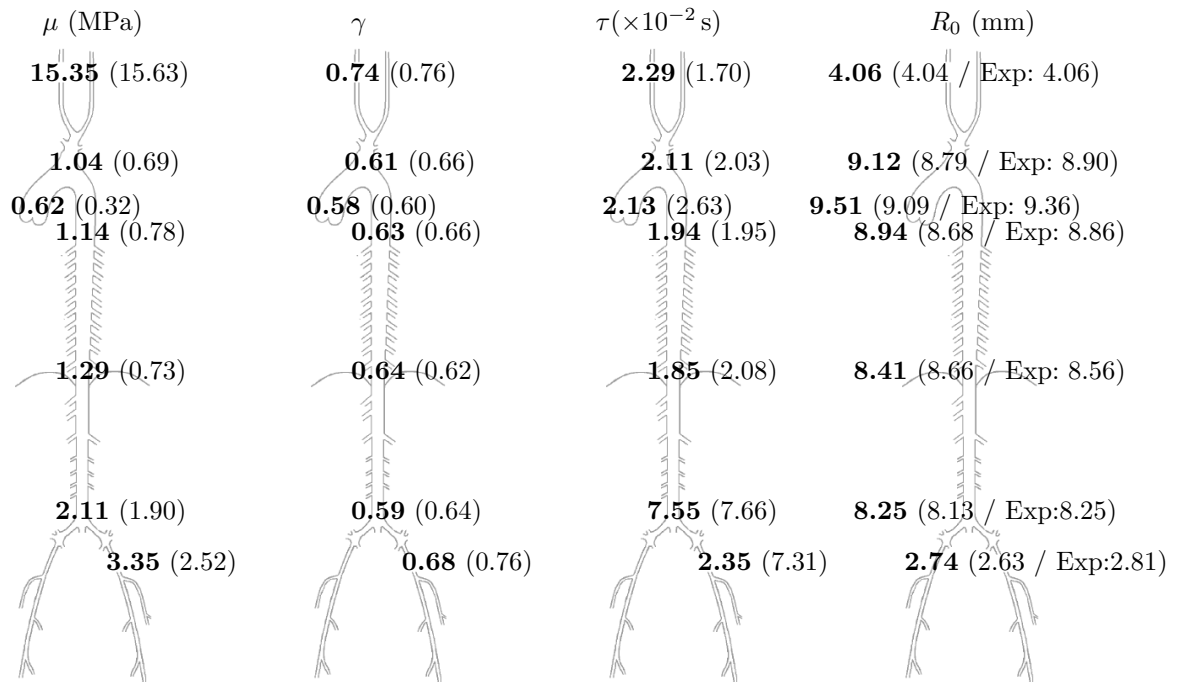 μ (MPa) γ τ(×10⁻² s) R₀ (mm)
15.35 (15.63) 0.74 (0.76) 2.29 (1.70) 4.06 (4.04 / Exp: 4.06)
1.04 (0.69) 0.61 (0.66) 2.11 (2.03) 9.12 (8.79 / Exp: 8.90)
0.62 (0.32) 0.58 (0.60) 2.13 (2.63) 9.51 (9.09 / Exp: 9.36)
1.14 (0.78) 0.63 (0.66) 1.94 (1.95) 8.94 (8.68 / Exp: 8.86)
1.29 (0.73) 0.64 (0.62) 1.85 (2.08) 8.41 (8.66 / Exp: 8.56)
2.11 (1.90) 0.59 (0.64) 7.55 (7.66) 8.25 (8.13 / Exp:8.25)
3.35 (2.52) 0.68 (0.76) 2.35 (7.31) 2.74 (2.63 / Exp:2.81)